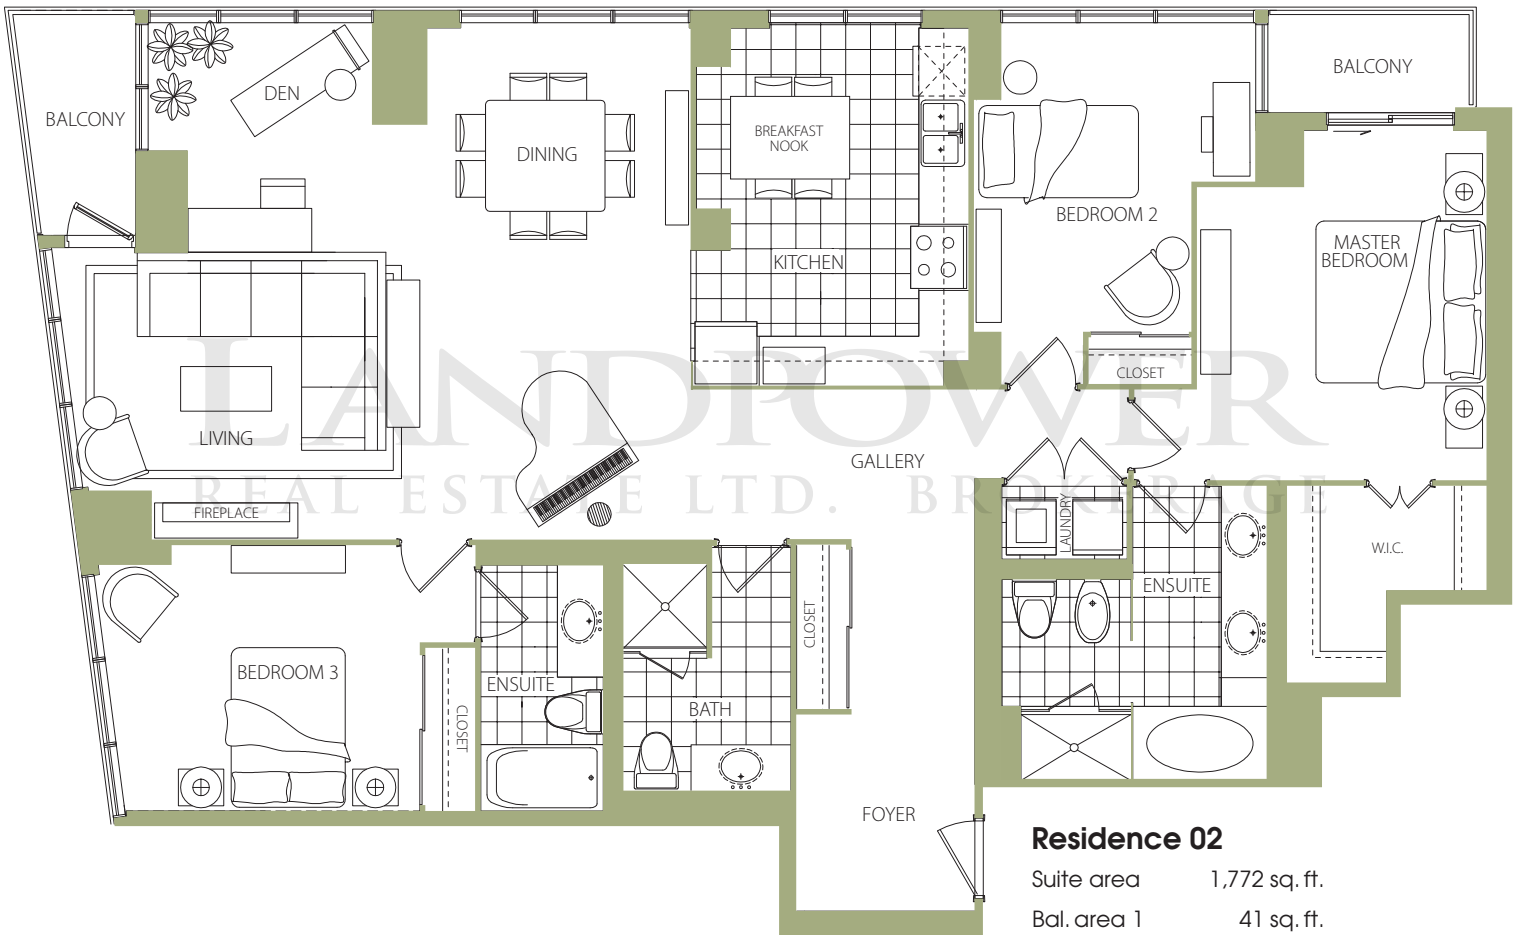 BALCONY
DEN
DINING
BREAKFAST
NOOK
BALCONY
BEDROOM 2
MASTER
BEDROOM
KITCHEN
CLOSET
LANDPOWER
LIVING
GALLERY
REAL ESTATE LTD. BROKERAGE
FIREPLACE
LAUNDRY
W.I.C.
ENSUITE
CLOSET
BEDROOM 3
ENSUITE
CLOSET
BATH
FOYER
Residence 02
Suite area 1,772 sq. ft.
Bal. area 1 41 sq. ft.